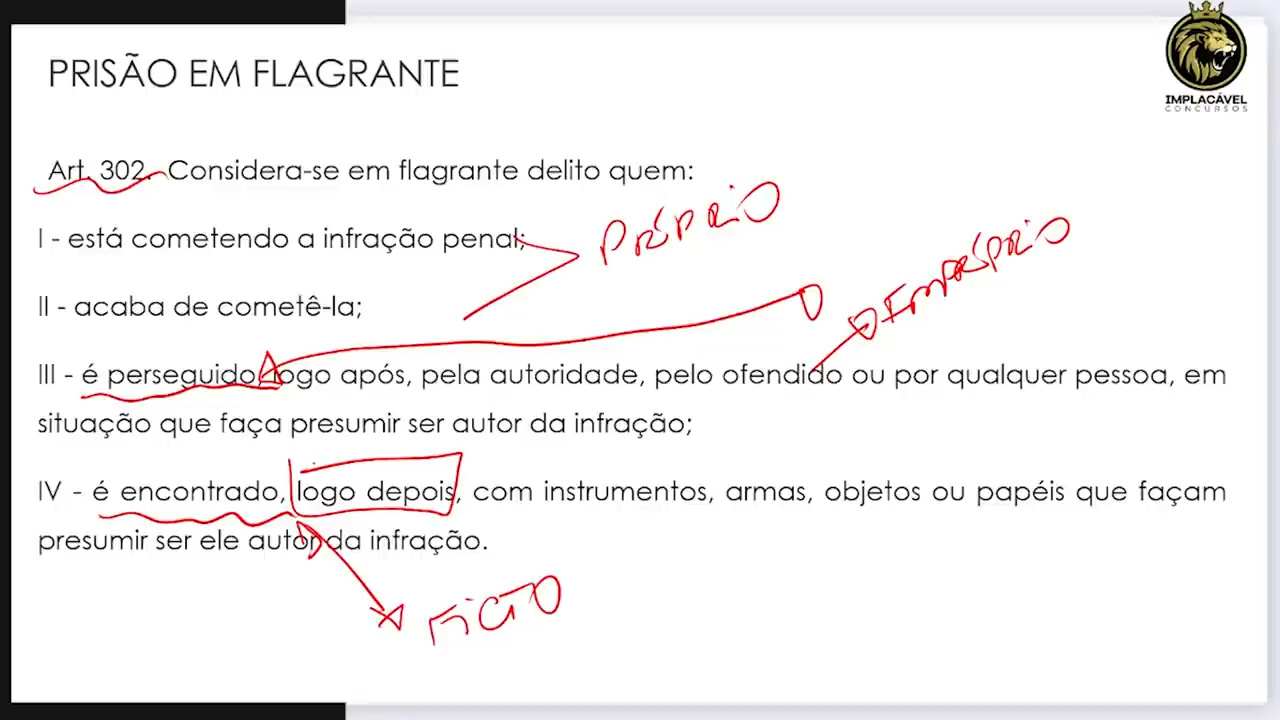 PRISÃO EM FLAGRANTE
IMPLACÁVEL
CONCURSOS
Art. 302. Considera-se em flagrante delito quem:
I - está cometendo a infração penal;
PRÓPRIO
II - acaba de cometê-la;
IMPRÓPRIO
III - é perseguido, logo após, pela autoridade, pelo ofendido ou por qualquer pessoa, em
situação que faça presumir ser autor da infração;
IV - é encontrado, logo depois, com instrumentos, armas, objetos ou papéis que façam
presumir ser ele autor da infração.
FICTO